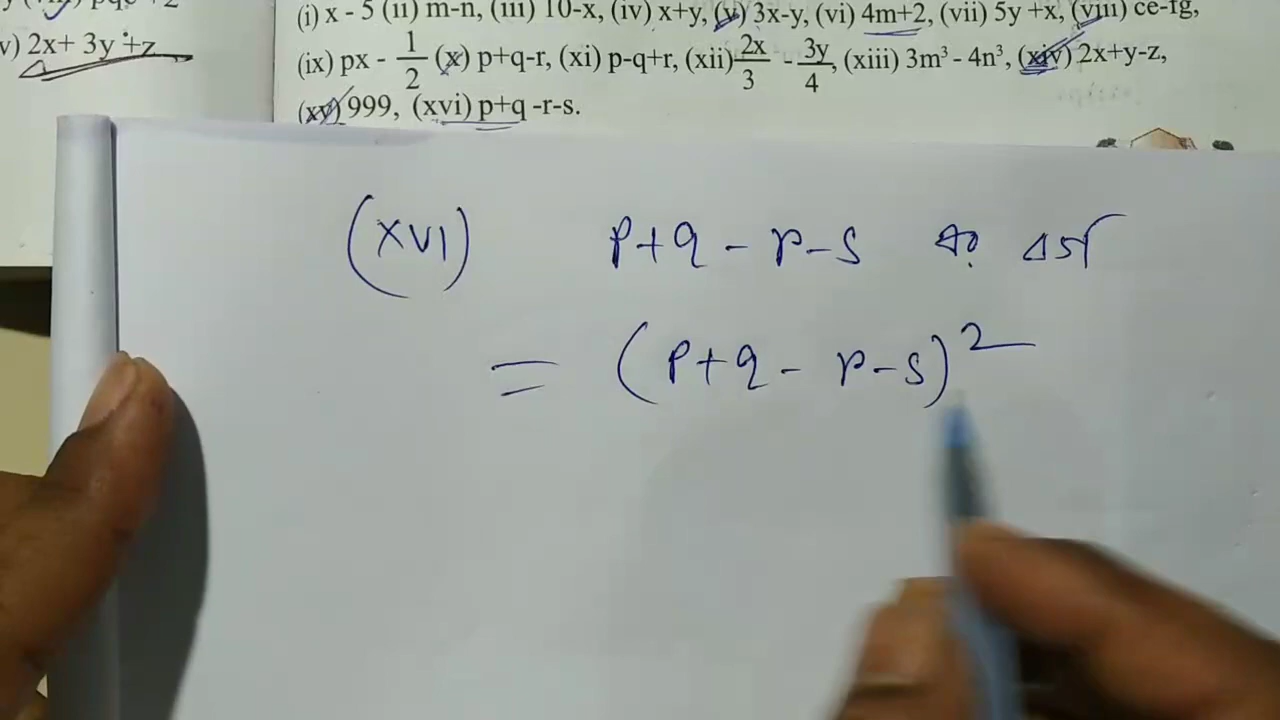 (i) x - 5 (ii) m-n, (iii) 10-x, (iv) x+y, (v) 3x-y, (vi) 4m+2, (vii) 5y +x, (viii) ce-fg,
v) 2x+ 3y +z
(ix) px - 1/2 (x) p+q-r, (xi) p-q+r, (xii) 2x/3 - 3y/4, (xiii) 3m³ - 4n³, (xiv) 2x+y-z,
(xv) 999, (xvi) p+q -r-s.
(XVI) p+q - r - s এর বর্গ
= (p+q - r - s)²